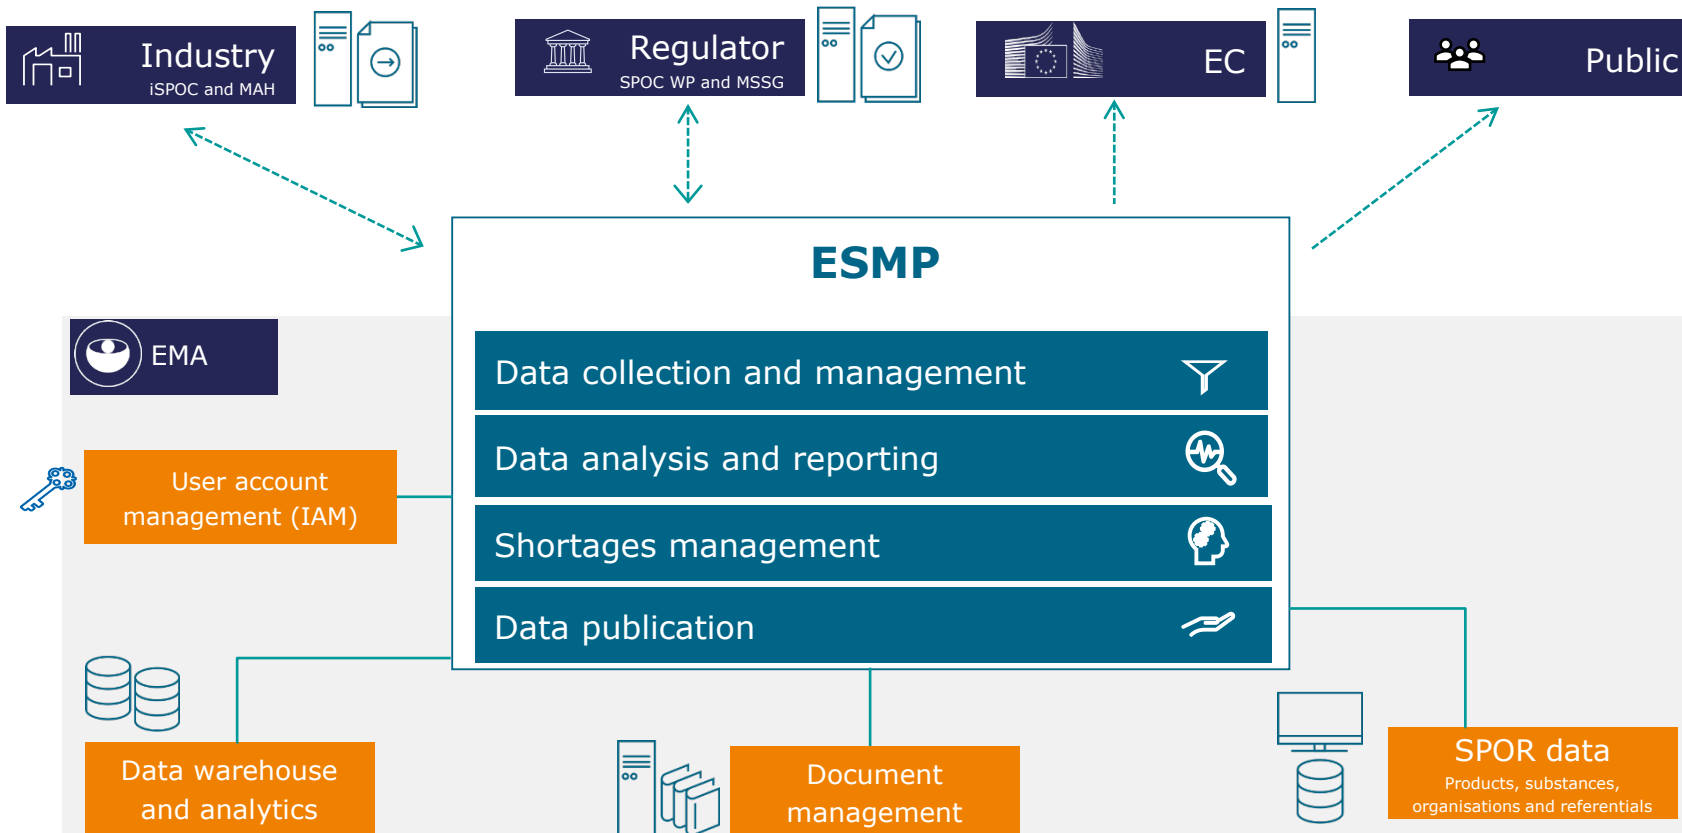 Industry
iSPOC and MAH
Regulator
SPOC WP and MSSG
EC
Public
ESMP
EMA
Data collection and management
Data analysis and reporting
User account
management (IAM)
Shortages management
Data publication
Data warehouse
and analytics
Document
management
SPOR data
Products, substances,
organisations and referentials